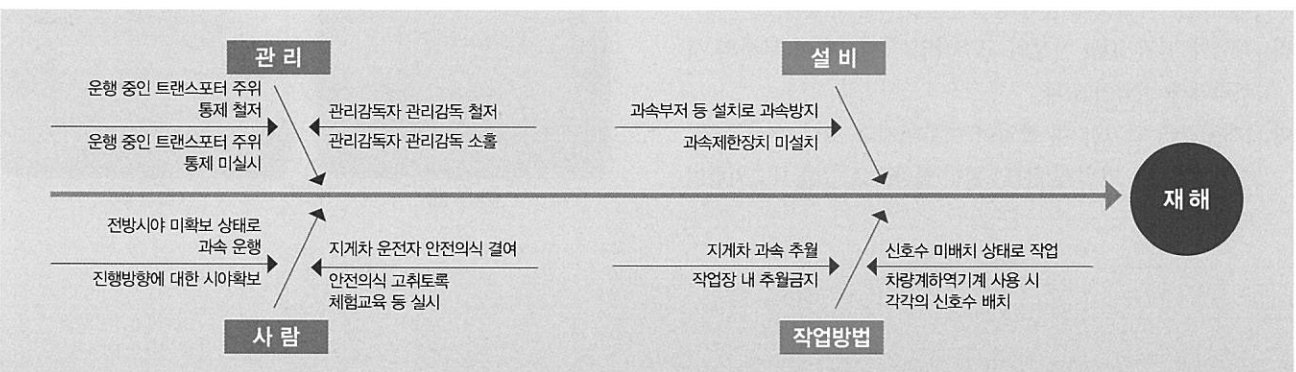 관리
운행 중인 트랜스포터 주위
통제 철저
운행 중인 트랜스포터 주위
통제 미실시
관리감독자 관리감독 철저
관리감독자 관리감독 소홀
설비
과속부저 등 설치로 과속방지
과속제한장치 미설치
재해
전방시야 미확보 상태로
과속 운행
진행방향에 대한 시야확보
지게차 운전자 안전의식 결여
안전의식 고취토록
체험교육 등 실시
사람
지게차 과속 추월
작업장 내 추월금지
신호수 미배치 상태로 작업
차량계하역기계 사용 시
각각의 신호수 배치
작업방법